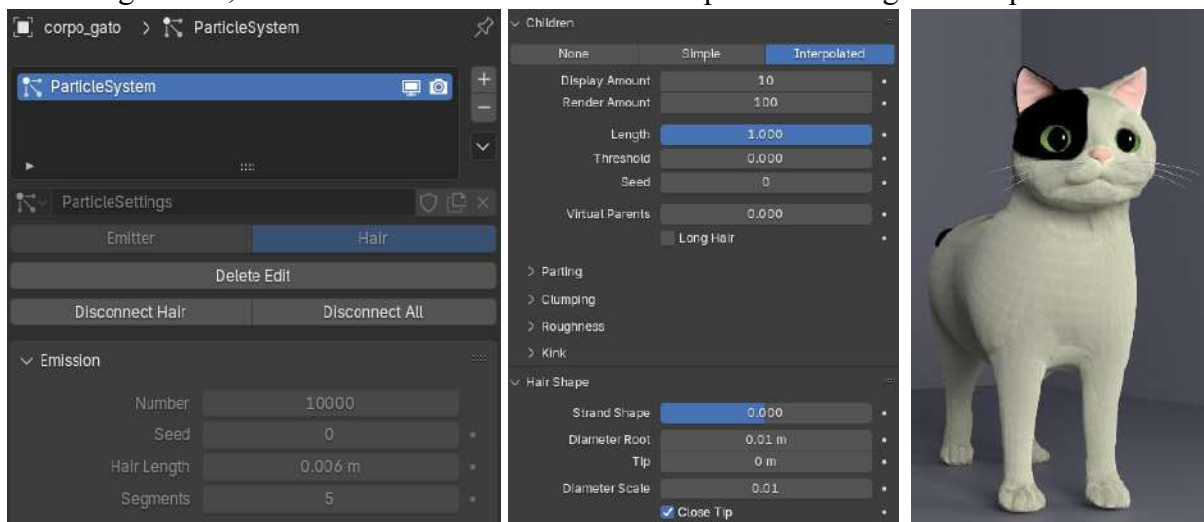 corpo_gato > ParticleSystem
ParticleSystem
ParticleSettings
Emitter Hair
Delete Edit
Disconnect Hair Disconnect All
Emission
Number 10000
Seed 0
Hair Length 0.006 m
Segments 5
Children
None Simple Interpolated
Display Amount 10
Render Amount 100
Length 1.000
Threshold 0.000
Seed 0
Virtual Parents 0.000
Long Hair
> Parting
> Clumping
> Roughness
> Kink
Hair Shape
Strand Shape 0.000
Diameter Root 0.01 m
Tip 0 m
Diameter Scale 0.01
Close Tip